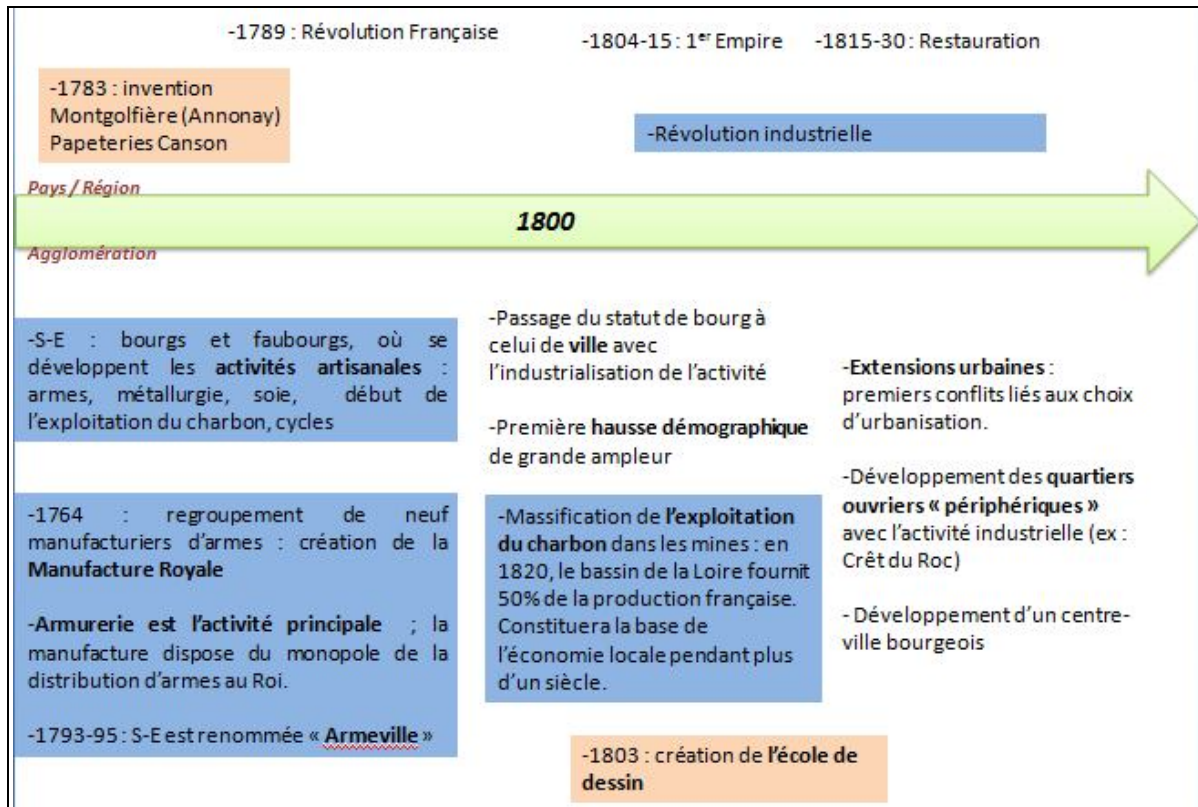 -1789 : Révolution Française
-1804-15 : 1er Empire
-1815-30 : Restauration
-1783 : invention
Montgolfière (Annonay)
Papeteries Canson
-Révolution industrielle
Pays / Région
1800
Agglomération
-S-E : bourgs et faubourgs, où se
développent les activités artisanales :
armes, métallurgie, soie, début de
l'exploitation du charbon, cycles
-1764 : regroupement de neuf
manufacturiers d'armes : création de la
Manufacture Royale
-Armurerie est l'activité principale ; la
manufacture dispose du monopole de la
distribution d'armes au Roi.
-1793-95 : S-E est renommée « Armeville »
-Passage du statut de bourg à
celui de ville avec
l'industrialisation de l'activité
-Première hausse démographique
de grande ampleur
-Massification de l'exploitation
du charbon dans les mines : en
1820, le bassin de la Loire fournit
50% de la production française.
Constituera la base de
l'économie locale pendant plus
d'un siècle.
-1803 : création de l'école de
dessin
-Extensions urbaines :
premiers conflits liés aux choix
d'urbanisation.
-Développement des quartiers
ouvriers « périphériques »
avec l'activité industrielle (ex :
Crêt du Roc)
- Développement d'un centre-
ville bourgeois